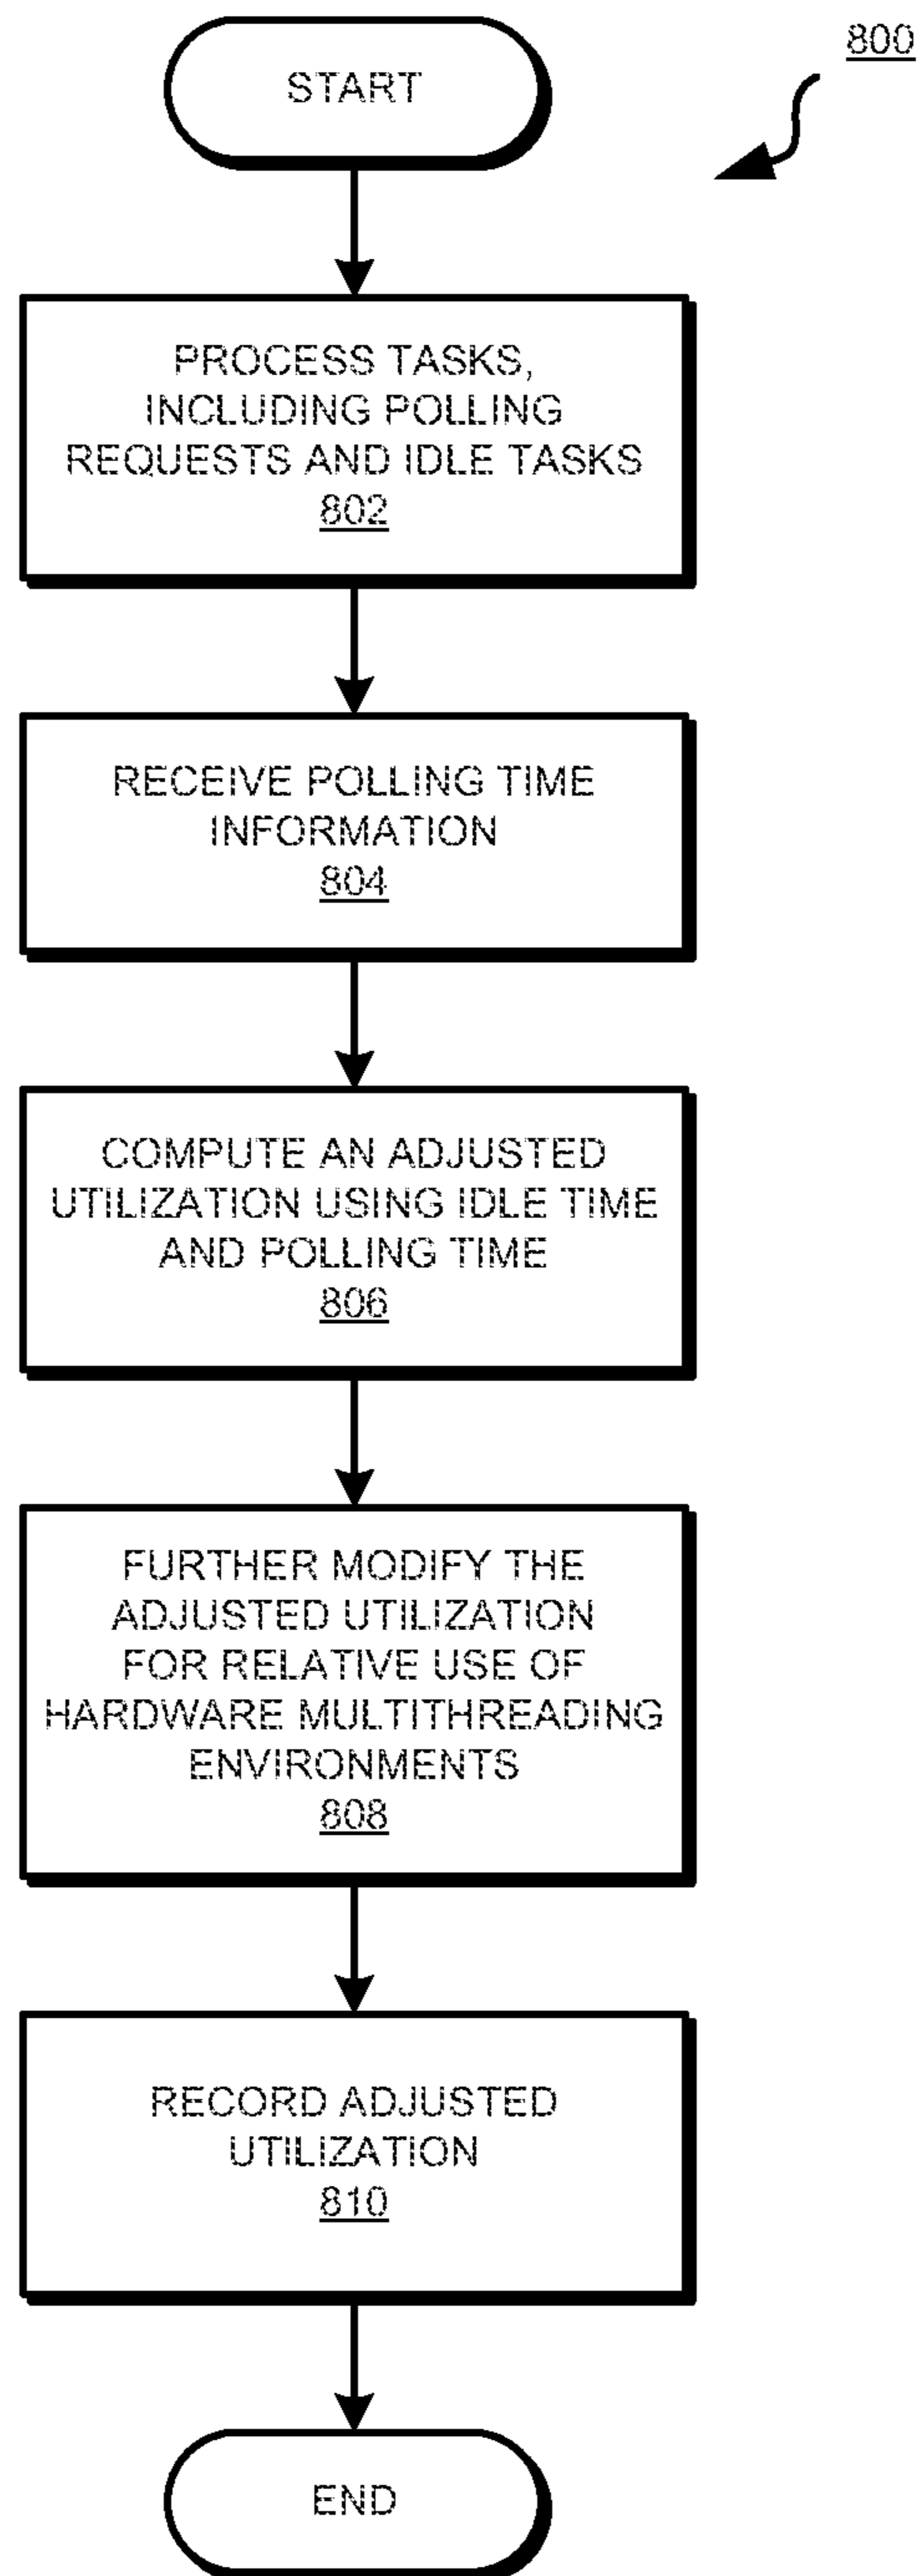 800
START
PROCESS TASKS,
INCLUDING POLLING
REQUESTS AND IDLE TASKS
802
RECEIVE POLLING TIME
INFORMATION
804
COMPUTE AN ADJUSTED
UTILIZATION USING IDLE TIME
AND POLLING TIME
806
FURTHER MODIFY THE
ADJUSTED UTILIZATION
FOR RELATIVE USE OF
HARDWARE MULTITHREADING
ENVIRONMENTS
808
RECORD ADJUSTED
UTILIZATION
810
END